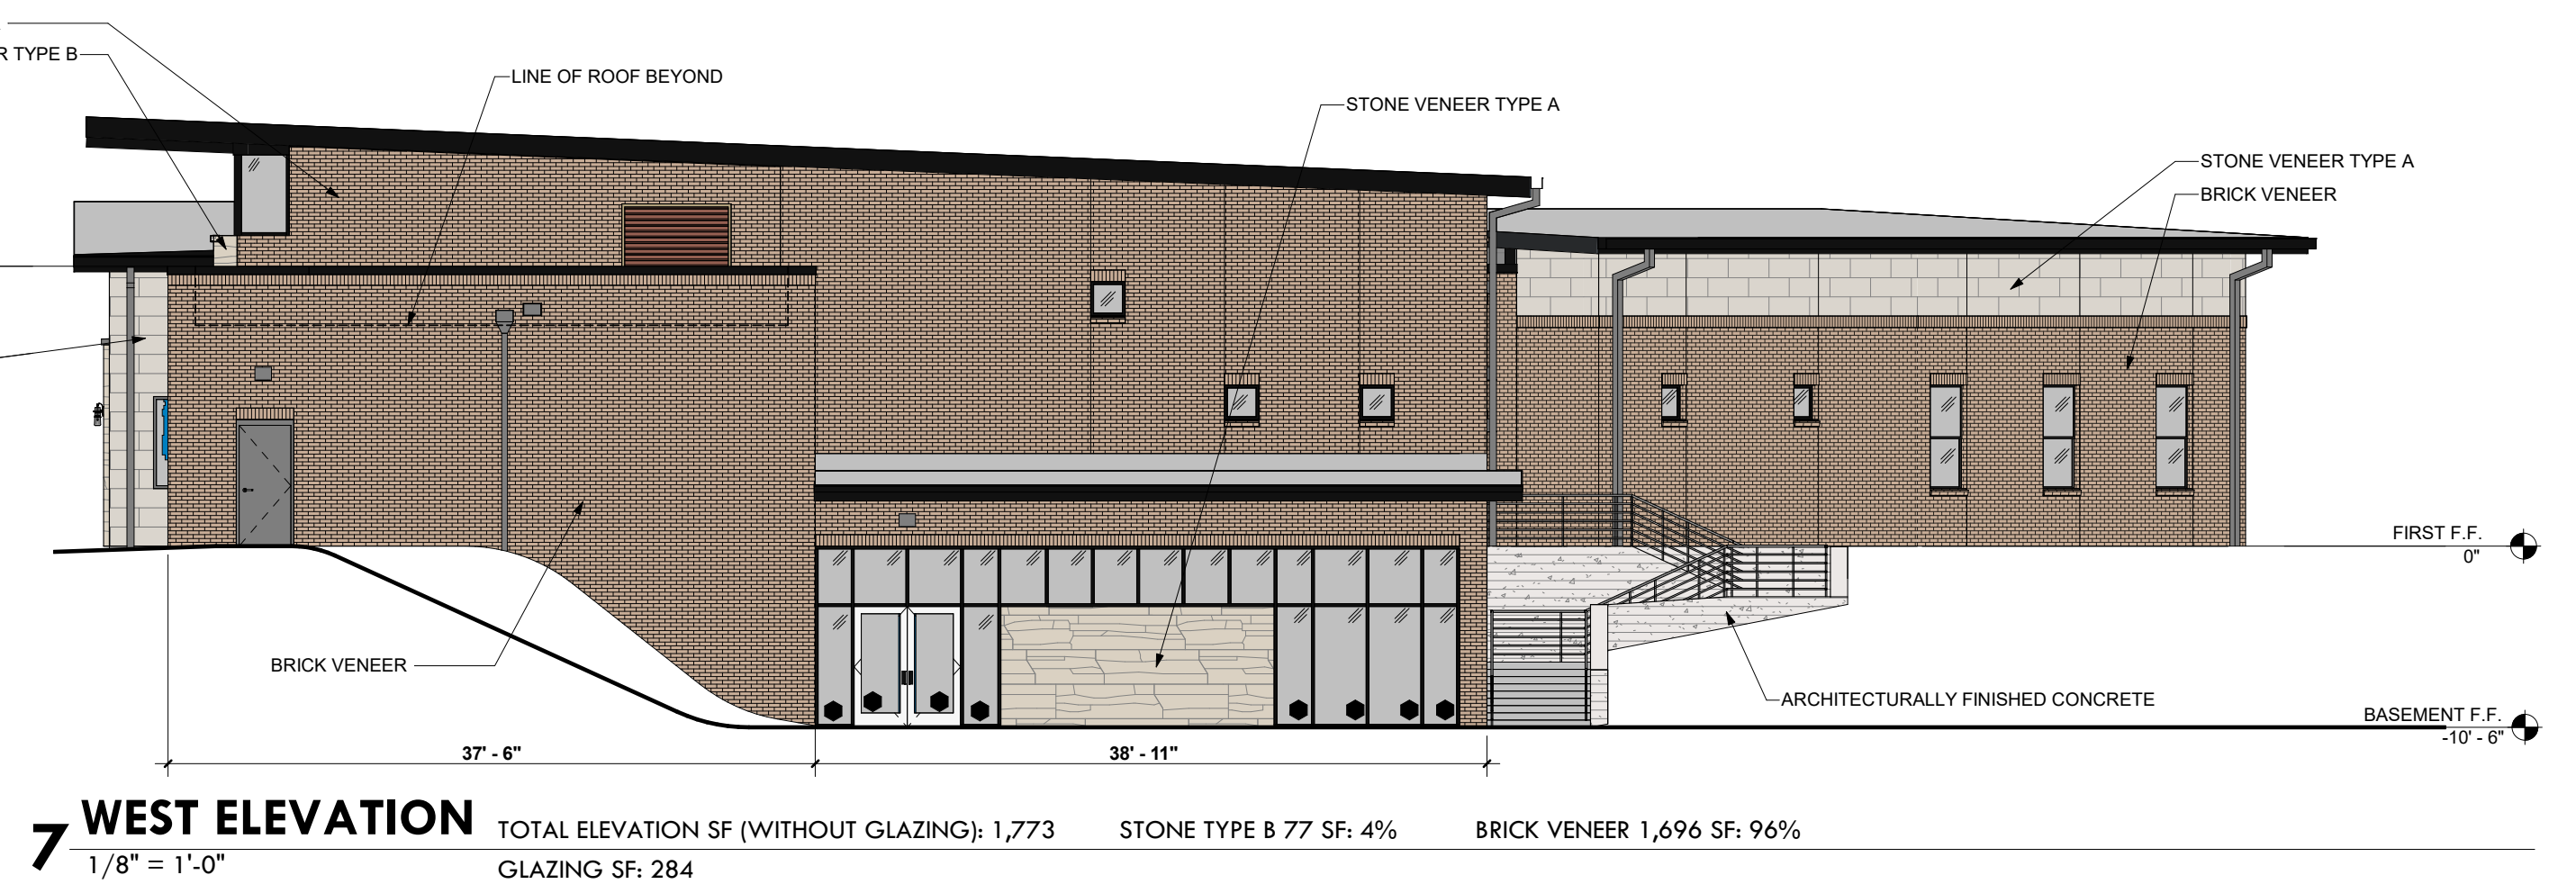 R TYPE B
LINE OF ROOF BEYOND
STONE VENEER TYPE A
STONE VENEER TYPE A
BRICK VENEER
FIRST F.F.
0"
BRICK VENEER
ARCHITECTURALLY FINISHED CONCRETE
BASEMENT F.F.
-10' - 6"
37' - 6"
38' - 11"
7 WEST ELEVATION
1/8" = 1'-0"
TOTAL ELEVATION SF (WITHOUT GLAZING): 1,773 STONE TYPE B 77 SF: 4% BRICK VENEER 1,696 SF: 96%
GLAZING SF: 284